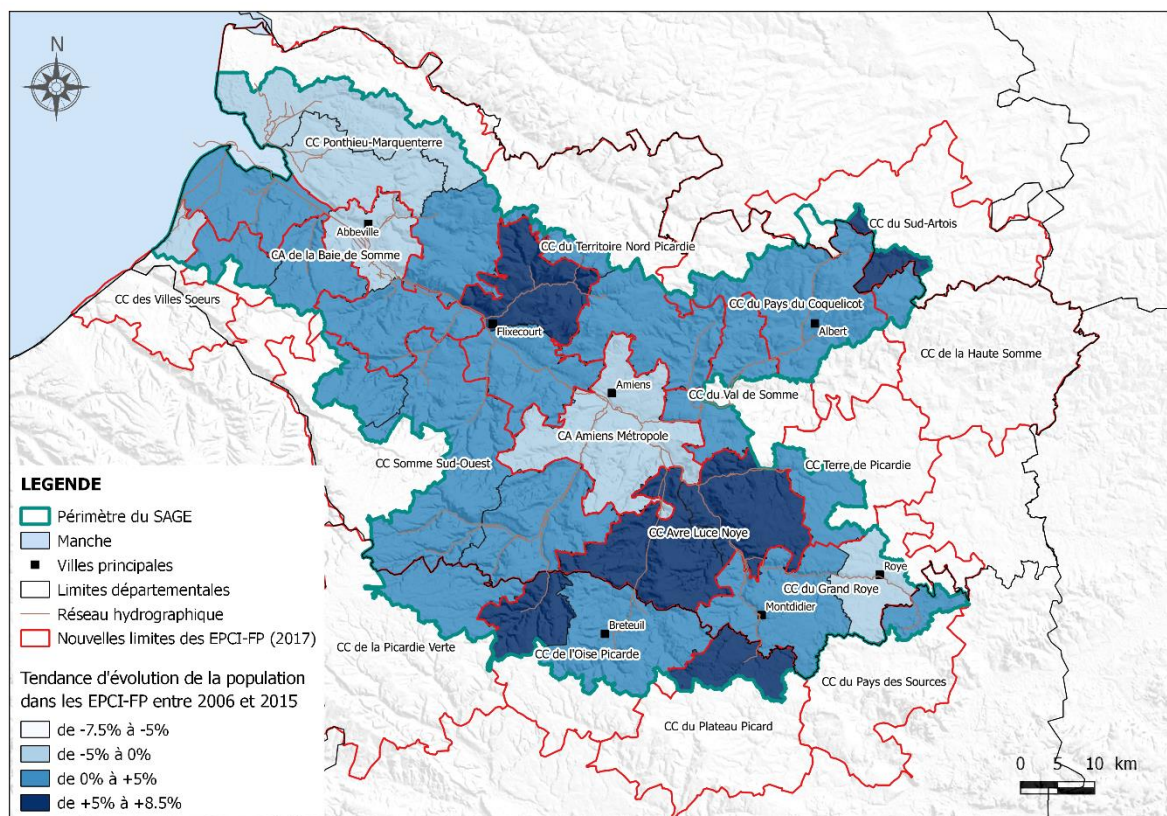 N
CC Ponthieu-Marquenterre
Abbeville
CA de la Baie de Somme
CC des Villes Soeurs
CC du Territoire Nord Picardie
CC du Sud-Artois
Flixecourt
CC du Pays du Coquelicot
Albert
CC de la Haute Somme
Amiens
CC du Val de Somme
CA Amiens Métropole
CC Somme Sud-Ouest
CC Terre de Picardie
CC Avre Luce Noye
Roye
CC du Grand Roye
Montdidier
Breteuil
CC de la Picardie Verte
CC de l'Oise Picarde
CC du Pays des Sources
CC du Plateau Picard
LEGENDE
Périmètre du SAGE
Manche
Villes principales
Limites départementales
Réseau hydrographique
Nouvelles limites des EPCI-FP (2017)
Tendance d'évolution de la population
dans les EPCI-FP entre 2006 et 2015
de -7.5% à -5%
de -5% à 0%
de 0% à +5%
de +5% à +8.5%
0 5 10 km